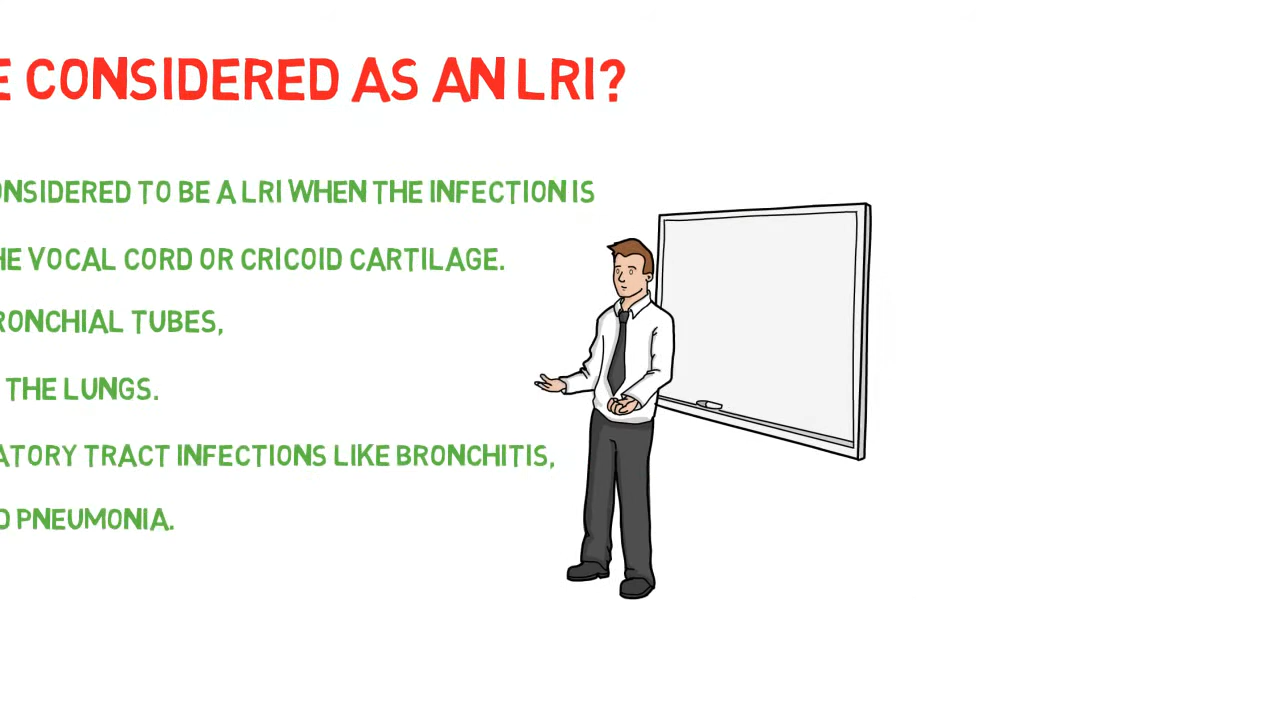 E CONSIDERED AS AN LRI?
ONSIDERED TO BE A LRI WHEN THE INFECTION IS
HE VOCAL CORD OR CRICOID CARTILAGE.
RONCHIAL TUBES,
THE LUNGS.
ATORY TRACT INFECTIONS LIKE BRONCHITIS,
D PNEUMONIA.